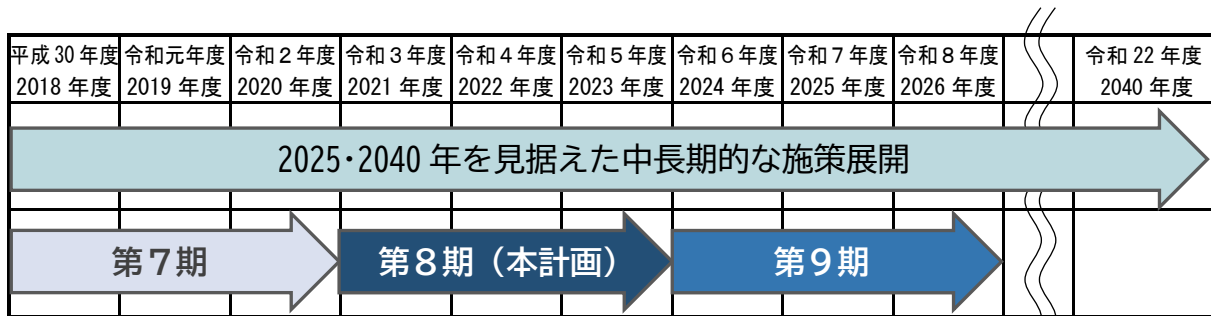 平成30年度 令和元年度 令和２年度 令和３年度 令和４年度 令和５年度 令和６年度 令和７年度 令和８年度 令和22年度
2018年度 2019年度 2020年度 2021年度 2022年度 2023年度 2024年度 2025年度 2026年度 2040年度
2025・2040年を見据えた中長期的な施策展開
第７期 第８期（本計画） 第９期